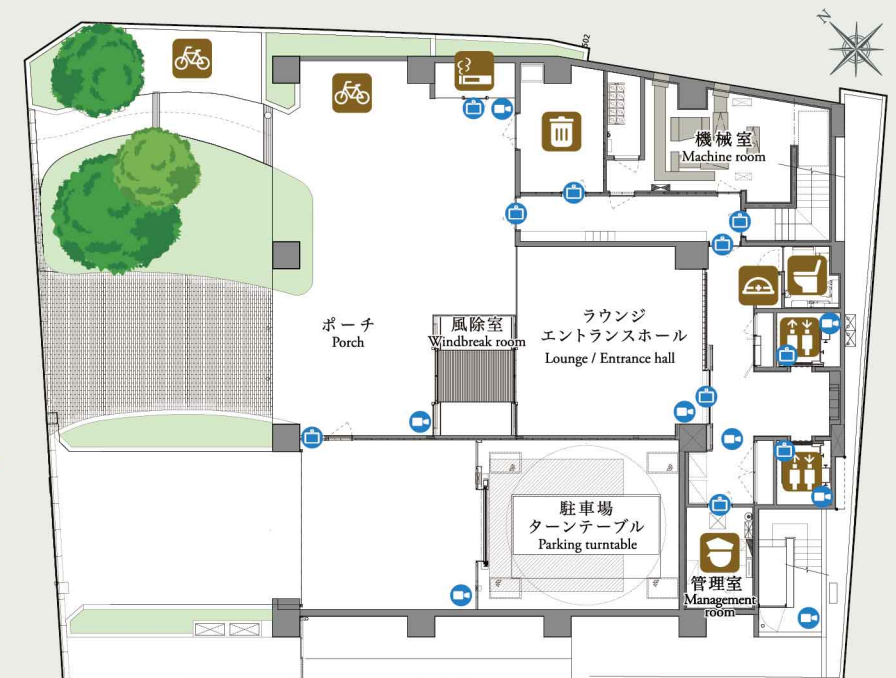 N
502
機械室
Machine room
ポーチ
Porch
風除室
Windbreak room
ラウンジ
エントランスホール
Lounge / Entrance hall
駐車場
ターンテーブル
Parking turntable
管理室
Management
room